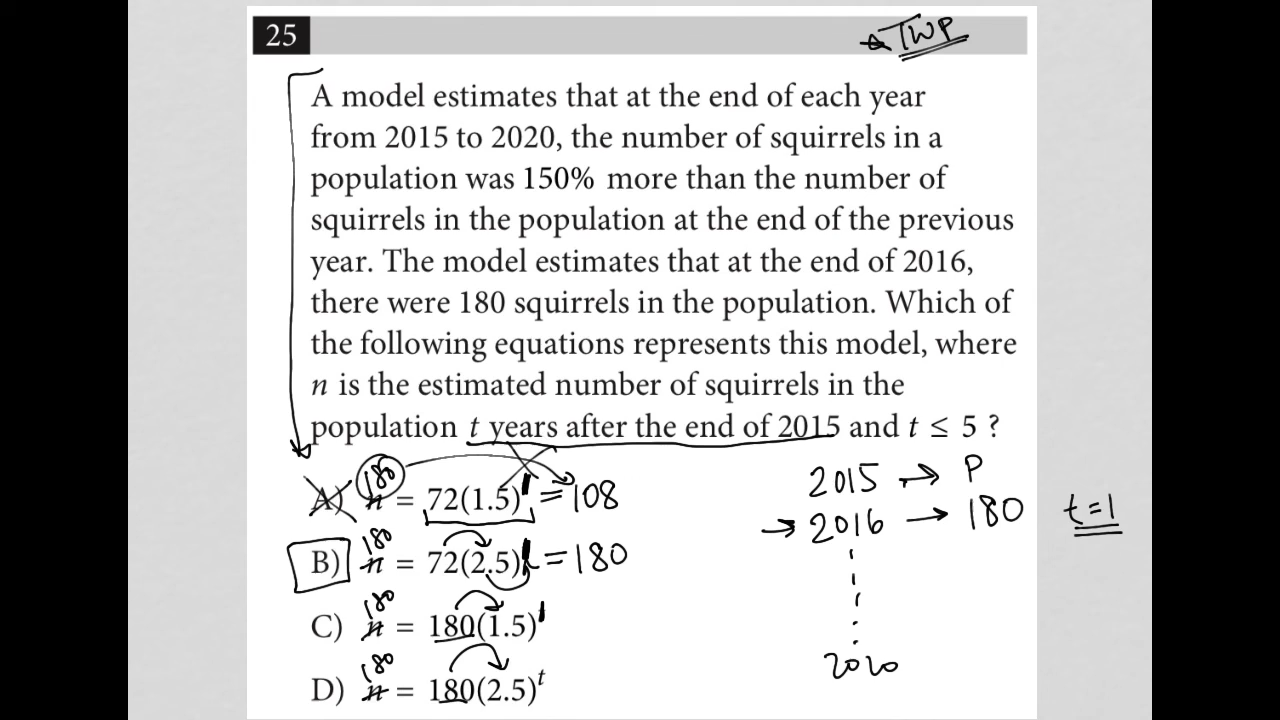 25
TWP
A model estimates that at the end of each year
from 2015 to 2020, the number of squirrels in a
population was 150% more than the number of
squirrels in the population at the end of the previous
year. The model estimates that at the end of 2016,
there were 180 squirrels in the population. Which of
the following equations represents this model, where
n is the estimated number of squirrels in the
population t years after the end of 2015 and t ≤ 5 ?
180
A) n = 72(1.5)^1 = 108
180
B) n = 72(2.5)^1 = 180
180
C) n = 180(1.5)^1
180
D) n = 180(2.5)^t
2015 → P
→ 2016 → 180 t=1
2020